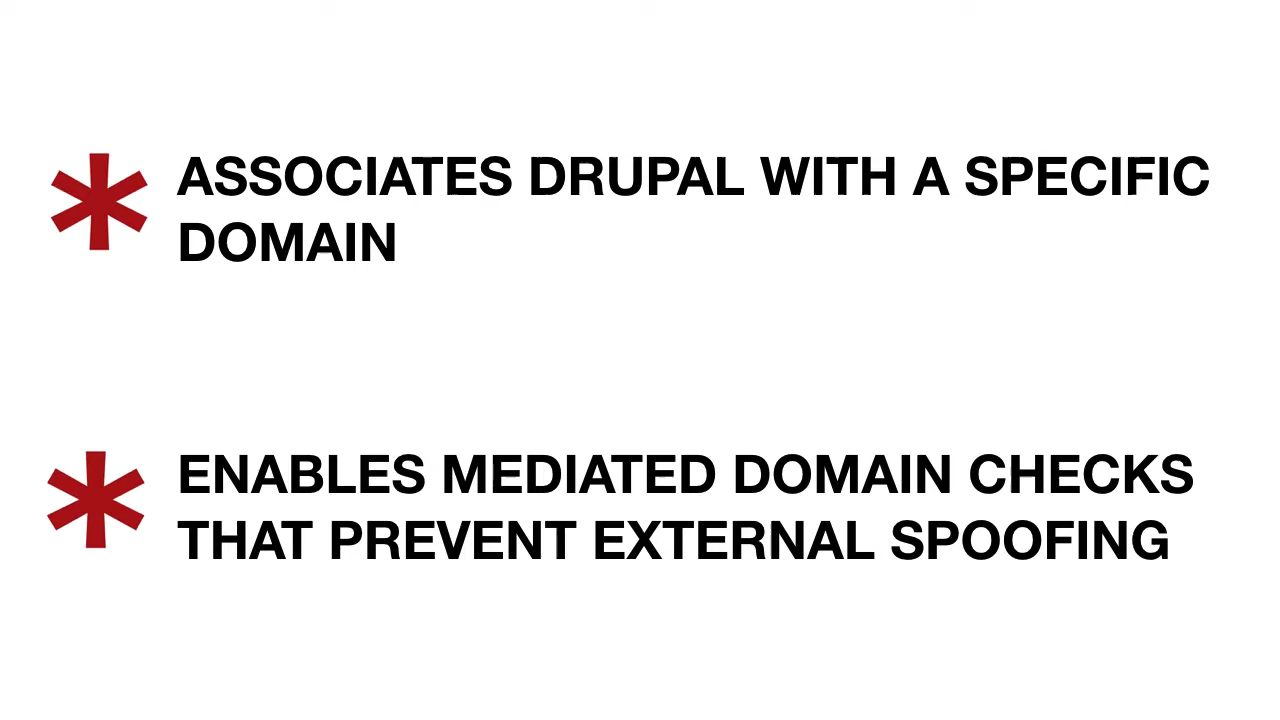 ASSOCIATES DRUPAL WITH A SPECIFIC
DOMAIN
ENABLES MEDIATED DOMAIN CHECKS
THAT PREVENT EXTERNAL SPOOFING